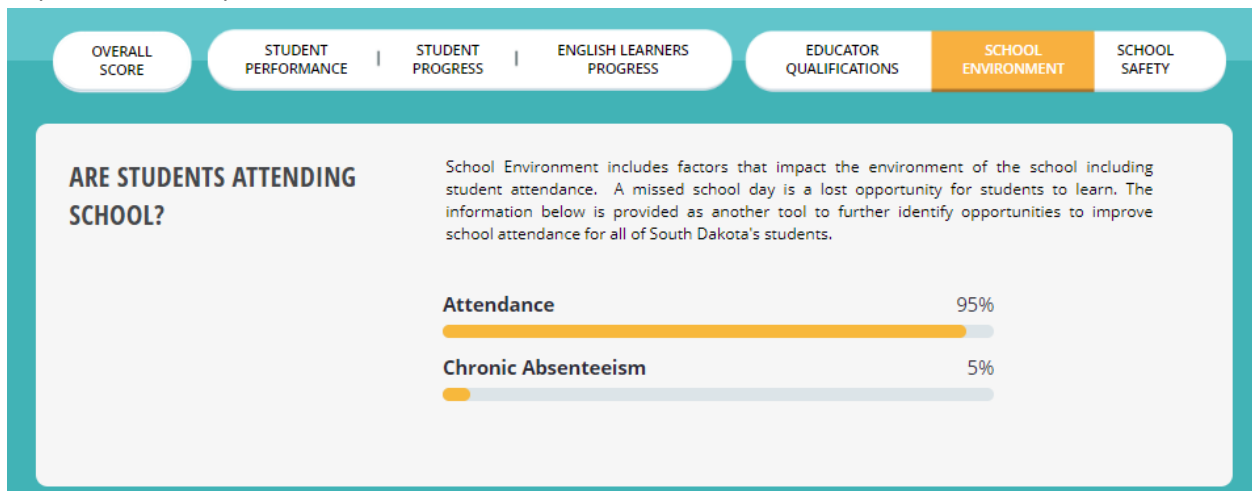 OVERALL
SCORE
STUDENT
PERFORMANCE
|
STUDENT
PROGRESS
|
ENGLISH LEARNERS
PROGRESS
EDUCATOR
QUALIFICATIONS
SCHOOL
ENVIRONMENT
SCHOOL
SAFETY
ARE STUDENTS ATTENDING
SCHOOL?
School Environment includes factors that impact the environment of the school including
student attendance. A missed school day is a lost opportunity for students to learn. The
information below is provided as another tool to further identify opportunities to improve
school attendance for all of South Dakota's students.
Attendance 95%
Chronic Absenteeism 5%